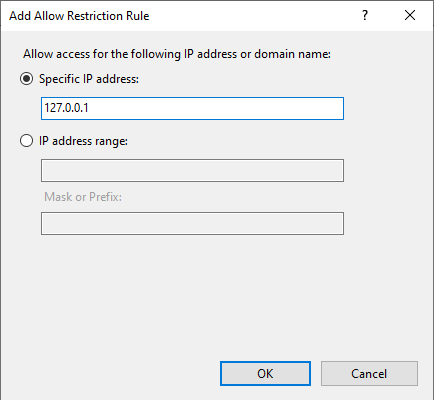 Add Allow Restriction Rule
?
Allow access for the following IP address or domain name:
Specific IP address:
127.0.0.1
IP address range:
Mask or Prefix:
OK Cancel